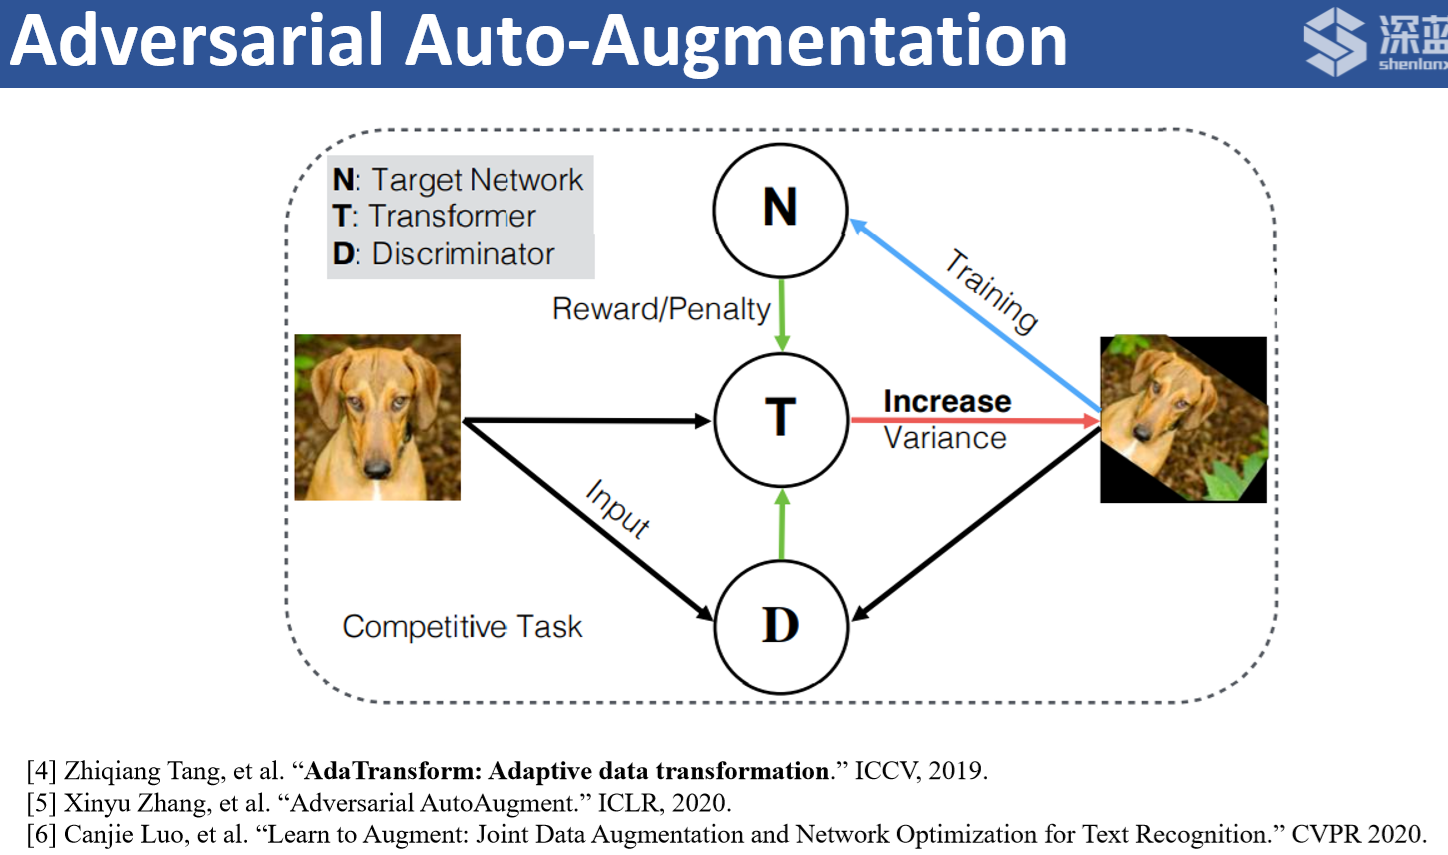 Adversarial Auto-Augmentation
深蓝
N: Target Network
T: Transformer
D: Discriminator
N
Reward/Penalty
Training
T
Increase
Variance
Input
D
Competitive Task
[4] Zhiqiang Tang, et al. “AdaTransform: Adaptive data transformation.” ICCV, 2019.
[5] Xinyu Zhang, et al. “Adversarial AutoAugment.” ICLR, 2020.
[6] Canjie Luo, et al. “Learn to Augment: Joint Data Augmentation and Network Optimization for Text Recognition.” CVPR 2020.